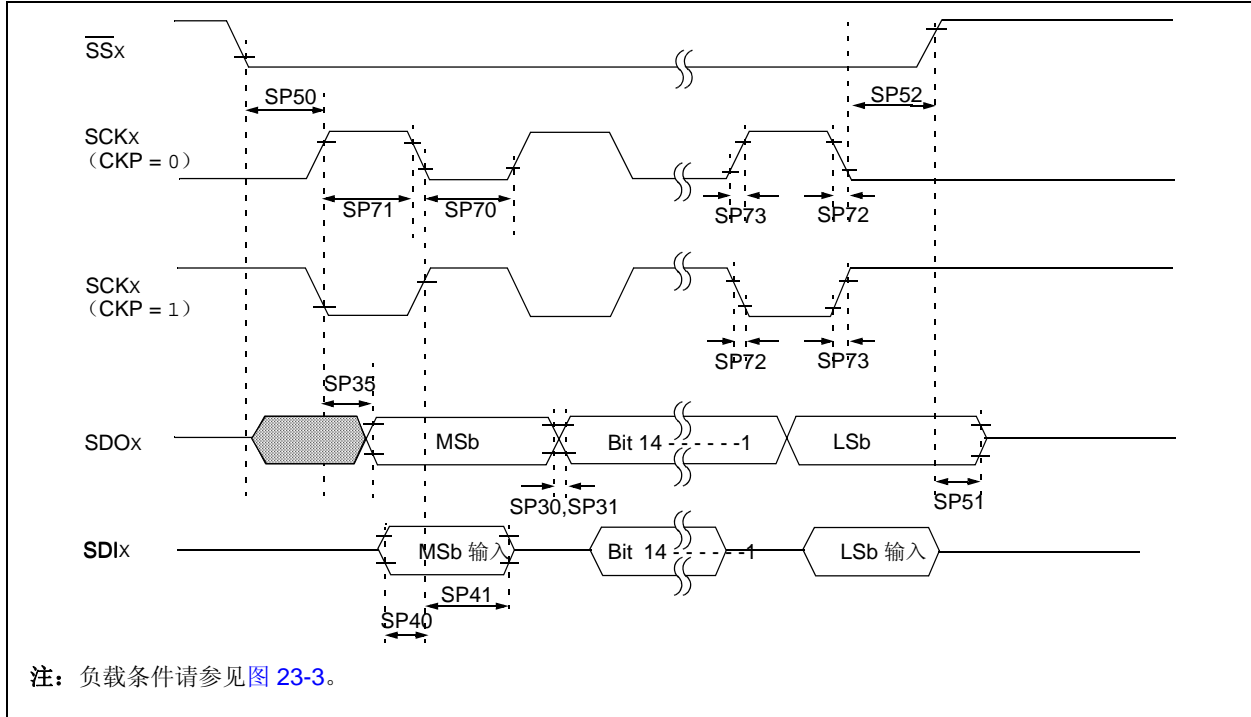 SSX
SP50
SP52
SCKX
（CKP = 0）
SP71
SP70
SP73
SP72
SCKX
（CKP = 1）
SP72
SP73
SP35
SDOX
MSb
Bit 14 - - - - - -1
LSb
SP30,SP31
SP51
SDIX
MSb 输入
Bit 14 - - - - - -1
LSb 输入
SP41
SP40
注：负载条件请参见图 23-3。